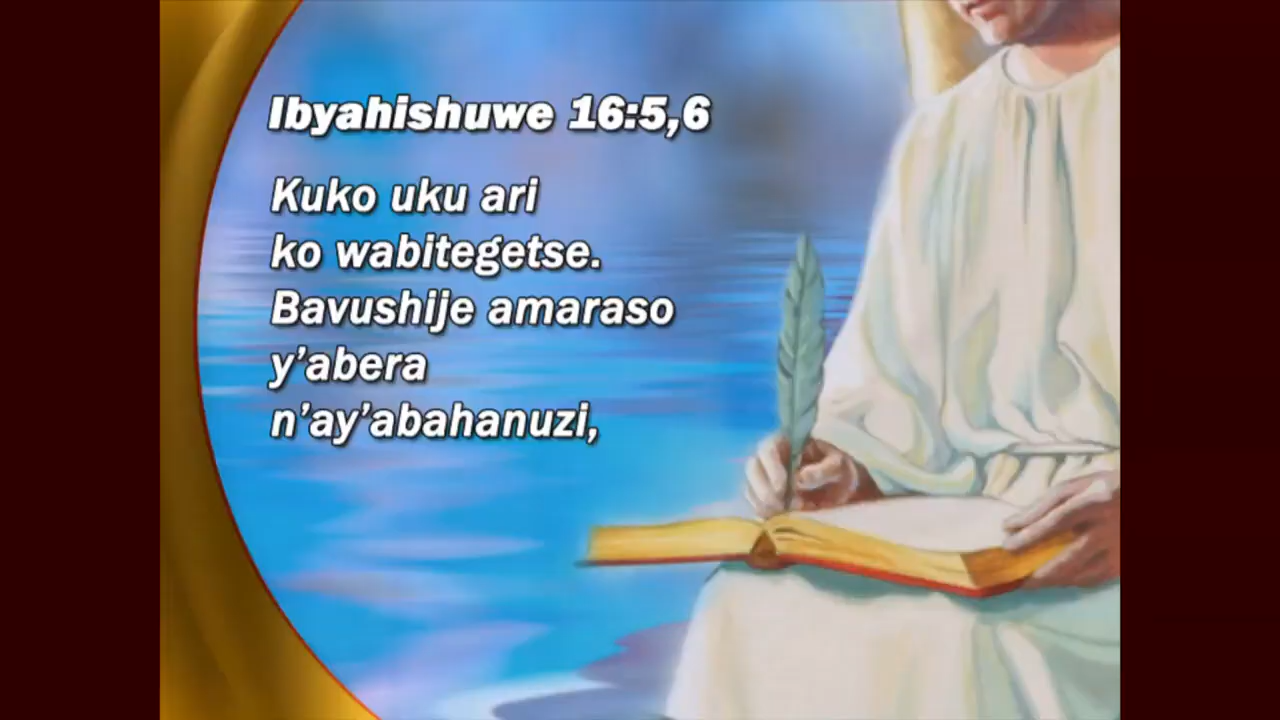 Ibyahishuwe 16:5,6
Kuko uku ari
ko wabitegetse.
Bavushije amaraso
y’abera
n’ay’abahanuzi,